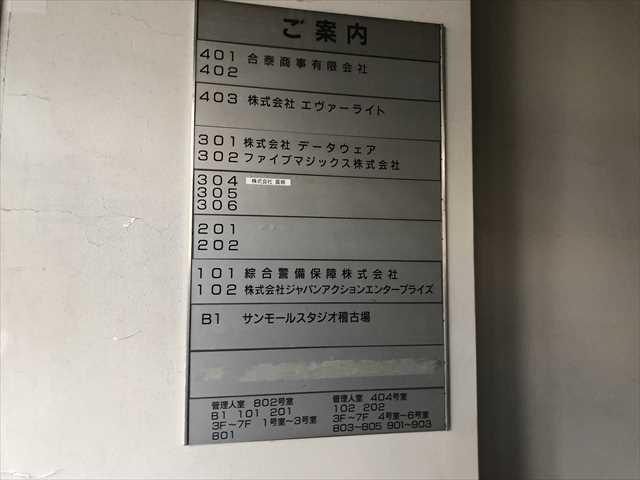 ご案内
401 合泰商事有限会社
402
403 株式会社 エヴァーライト
301 株式会社 データウェア
302 ファイブマジックス株式会社
304 株式会社
305
306
201
202
101 綜合警備保障株式会社
102 株式会社ジャパンアクションエンタープライズ
B1 サンモールスタジオ稽古場
管理人室 802号室
B1 101 201
3F〜7F 1号室〜3号室
801
管理人室 404号室
102 202
3F〜7F 4号室〜6号室
803〜805 901〜903